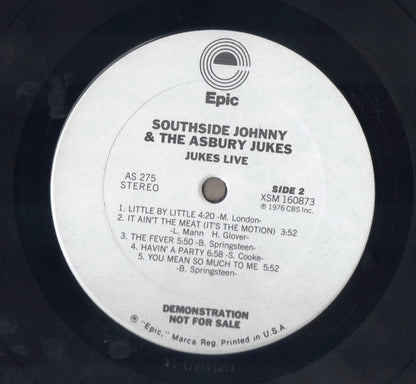 Epic
SOUTHSIDE JOHNNY
& THE ASBURY JUKES
JUKES LIVE
AS 275
STEREO
SIDE 2
XSM 160873
℗ 1976 CBS Inc.
1. LITTLE BY LITTLE 4:20 -M. London-
2. IT AIN'T THE MEAT (IT'S THE MOTION) 3:52
-L. Mann H. Glover-
3. THE FEVER 5:50 -B. Springsteen-
4. HAVIN' A PARTY 6:58 -S. Cooke-
5. YOU MEAN SO MUCH TO ME 5:52
-B. Springsteen-
DEMONSTRATION
NOT FOR SALE
"Epic," Marca Reg. Printed in U.S.A